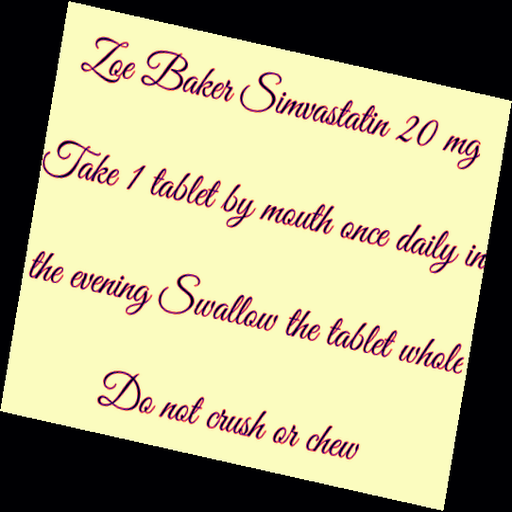 Zoe Baker Simvastatin 20 mg
Take 1 tablet by mouth once daily in
the evening Swallow the tablet whole
Do not crush or chew